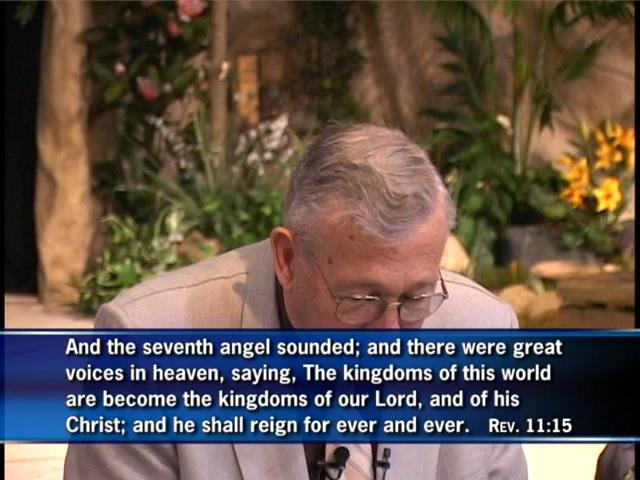 And the seventh angel sounded; and there were great
voices in heaven, saying, The kingdoms of this world
are become the kingdoms of our Lord, and of his
Christ; and he shall reign for ever and ever. REV. 11:15